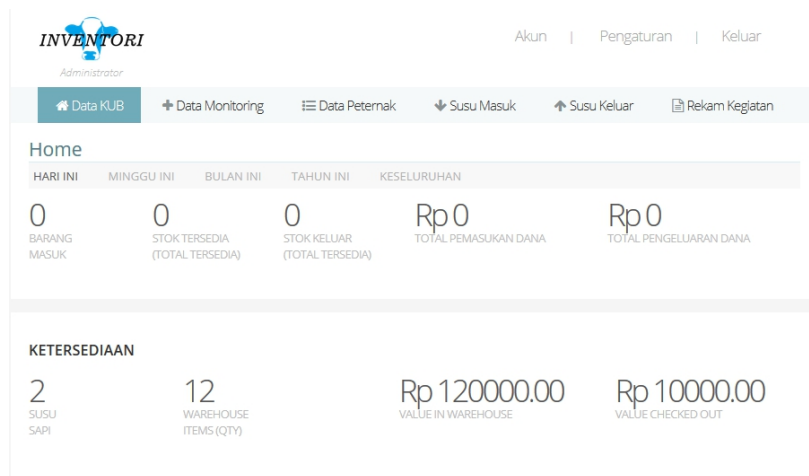 INVENTORI
Administrator
Akun | Pengaturan | Keluar
Data KUB Data Monitoring Data Peternak Susu Masuk Susu Keluar Rekam Kegiatan
Home
HARI INI MINGGU INI BULAN INI TAHUN INI KESELURUHAN
0 0 0 Rp 0 Rp 0
BARANG STOK TERSEDIA STOK KELUAR TOTAL PEMASUKAN DANA TOTAL PENGELUARAN DANA
MASUK (TOTAL TERSEDIA) (TOTAL TERSEDIA)
KETERSEDIAAN
2 12 Rp 120000.00 Rp 10000.00
SUSU WAREHOUSE VALUE IN WAREHOUSE VALUE CHECKED OUT
SAPI ITEMS (QTY)